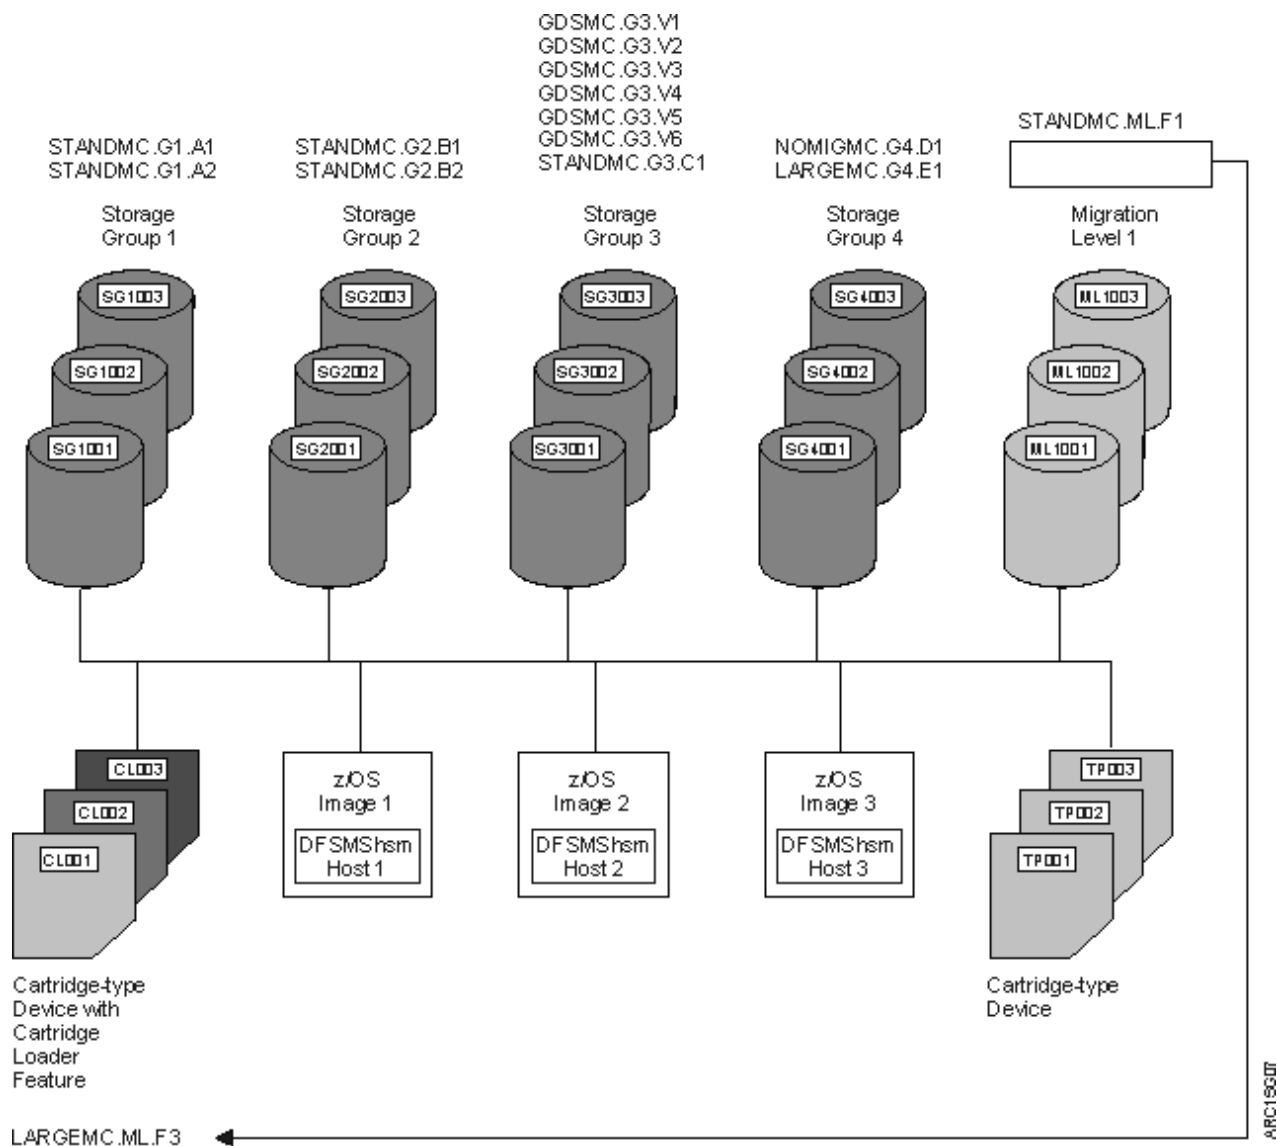 GDSMC.G3.V1
GDSMC.G3.V2
GDSMC.G3.V3
GDSMC.G3.V4
GDSMC.G3.V5
GDSMC.G3.V6
STANDMC.G3.C1
STANDMC.G1.A1
STANDMC.G1.A2
STANDMC.G2.B1
STANDMC.G2.B2
NOMIGMC.G4.D1
LARGEMC.G4.E1
STANDMC.ML.F1
Storage
Group 1
Storage
Group 2
Storage
Group 3
Storage
Group 4
Migration
Level 1
SG1003
SG1002
SG1001
SG2003
SG2002
SG2001
SG3003
SG3002
SG3001
SG4003
SG4002
SG4001
ML1003
ML1002
ML1001
CL003
CL002
CL001
z/OS
Image 1
DFSMShsm
Host 1
z/OS
Image 2
DFSMShsm
Host 2
z/OS
Image 3
DFSMShsm
Host 3
TP003
TP002
TP001
Cartridge-type
Device with
Cartridge
Loader
Feature
Cartridge-type
Device
LARGEMC.ML.F3
ARC1SG07